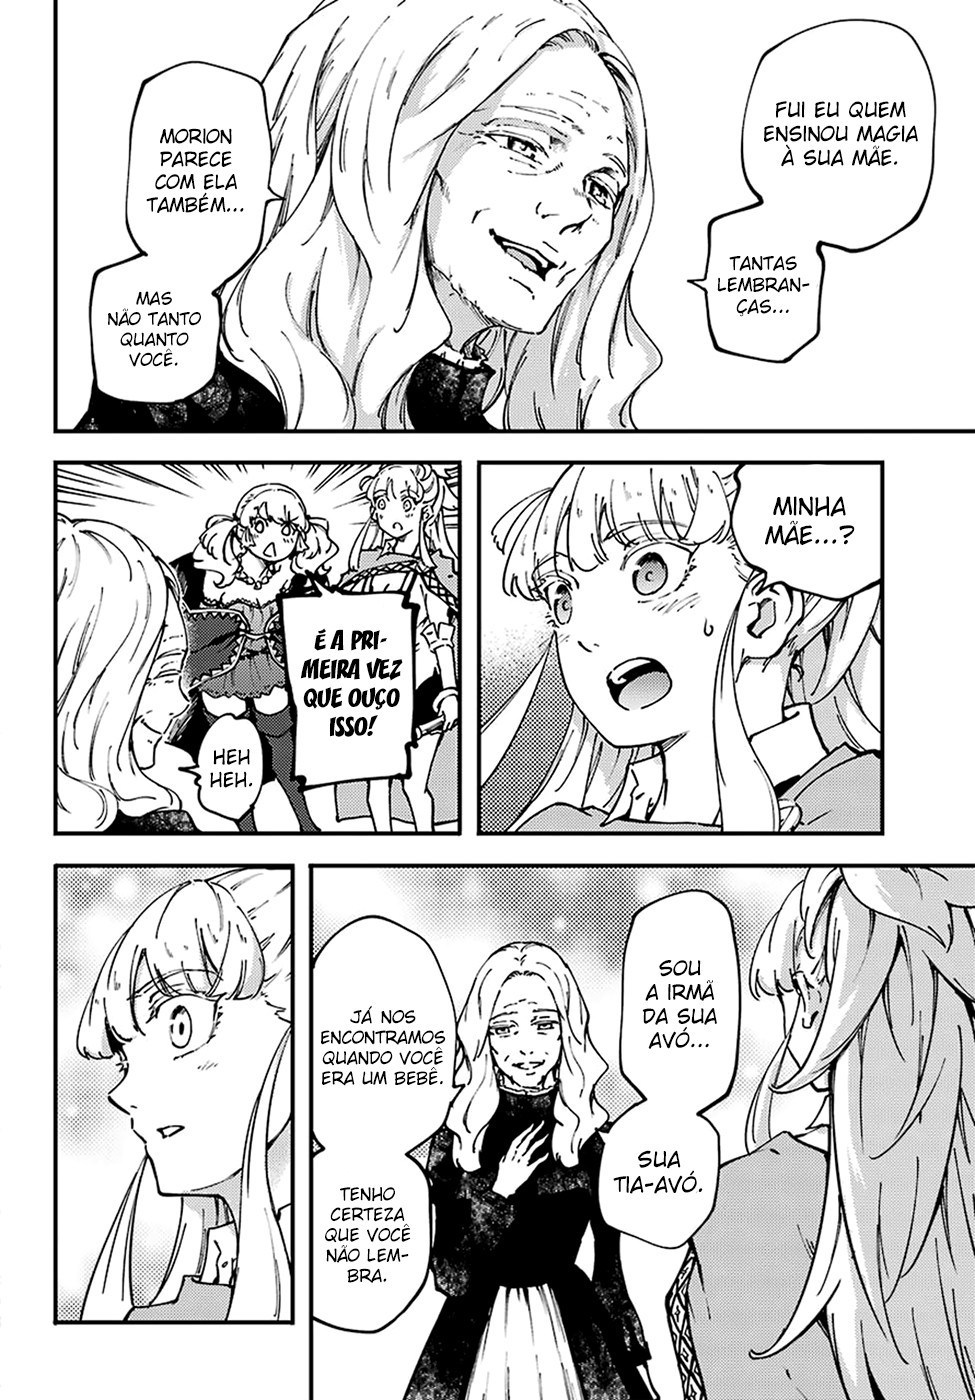 FUI EU QUEM
ENSINOU MAGIA
À SUA MÃE.
TANTAS
LEMBRAN-
ÇAS...
MORION
PARECE
COM ELA
TAMBÉM...
MAS
NÃO TANTO
QUANTO
VOCÊ.
MINHA
MÃE...?
É A PRI-
MEIRA VEZ
QUE OUÇO
ISSO!
HEH
HEH.
SOU
A IRMÃ
DA SUA
AVÓ...
SUA
TIA-AVÓ.
JÁ NOS
ENCONTRAMOS
QUANDO VOCÊ
ERA UM BEBÊ.
TENHO
CERTEZA
QUE VOCÊ
NÃO LEM-
BRA.